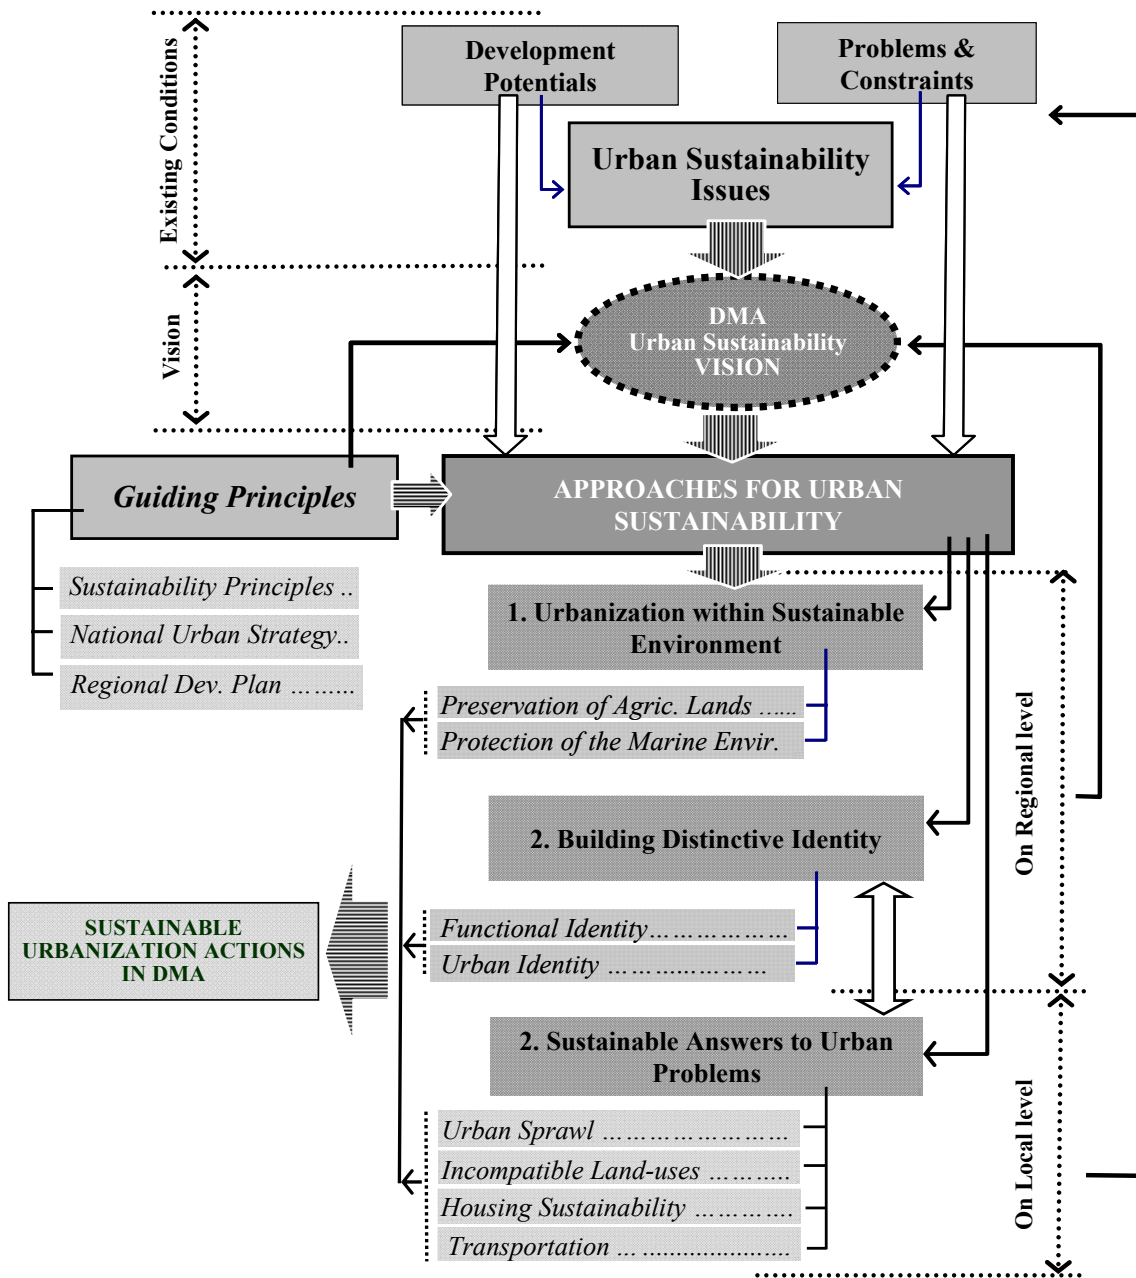 Development
Potentials
Problems &
Constraints
Existing Conditions
Urban Sustainability
Issues
Vision
DMA
Urban Sustainability
VISION
Guiding Principles
APPROACHES FOR URBAN
SUSTAINABILITY
Sustainability Principles ..
National Urban Strategy..
Regional Dev. Plan ……...
1. Urbanization within Sustainable
Environment
Preservation of Agric. Lands …...
Protection of the Marine Envir.
On Regional level
2. Building Distinctive Identity
Functional Identity………………
Urban Identity ………..………
SUSTAINABLE
URBANIZATION ACTIONS
IN DMA
2. Sustainable Answers to Urban
Problems
On Local level
Urban Sprawl ……………………
Incompatible Land-uses ……...
Housing Sustainability ………….
Transportation … .......................